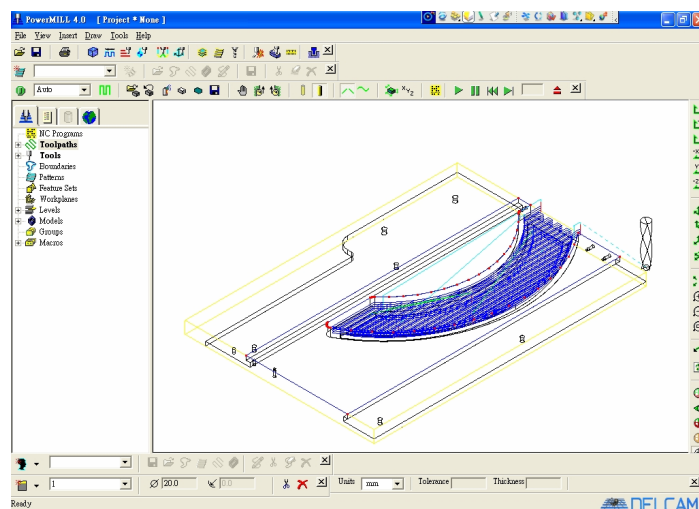 PowerMILL 4.0 [ Project * None ]
File View Insert Draw Tools Help
Auto
NC Programs
Toolpaths
Tools
Boundaries
Patterns
Feature Sets
Workplanes
Levels
Models
Groups
Macros
1
20.0
0.0
Units mm
Tolerance
Thickness
Ready
DELCAM